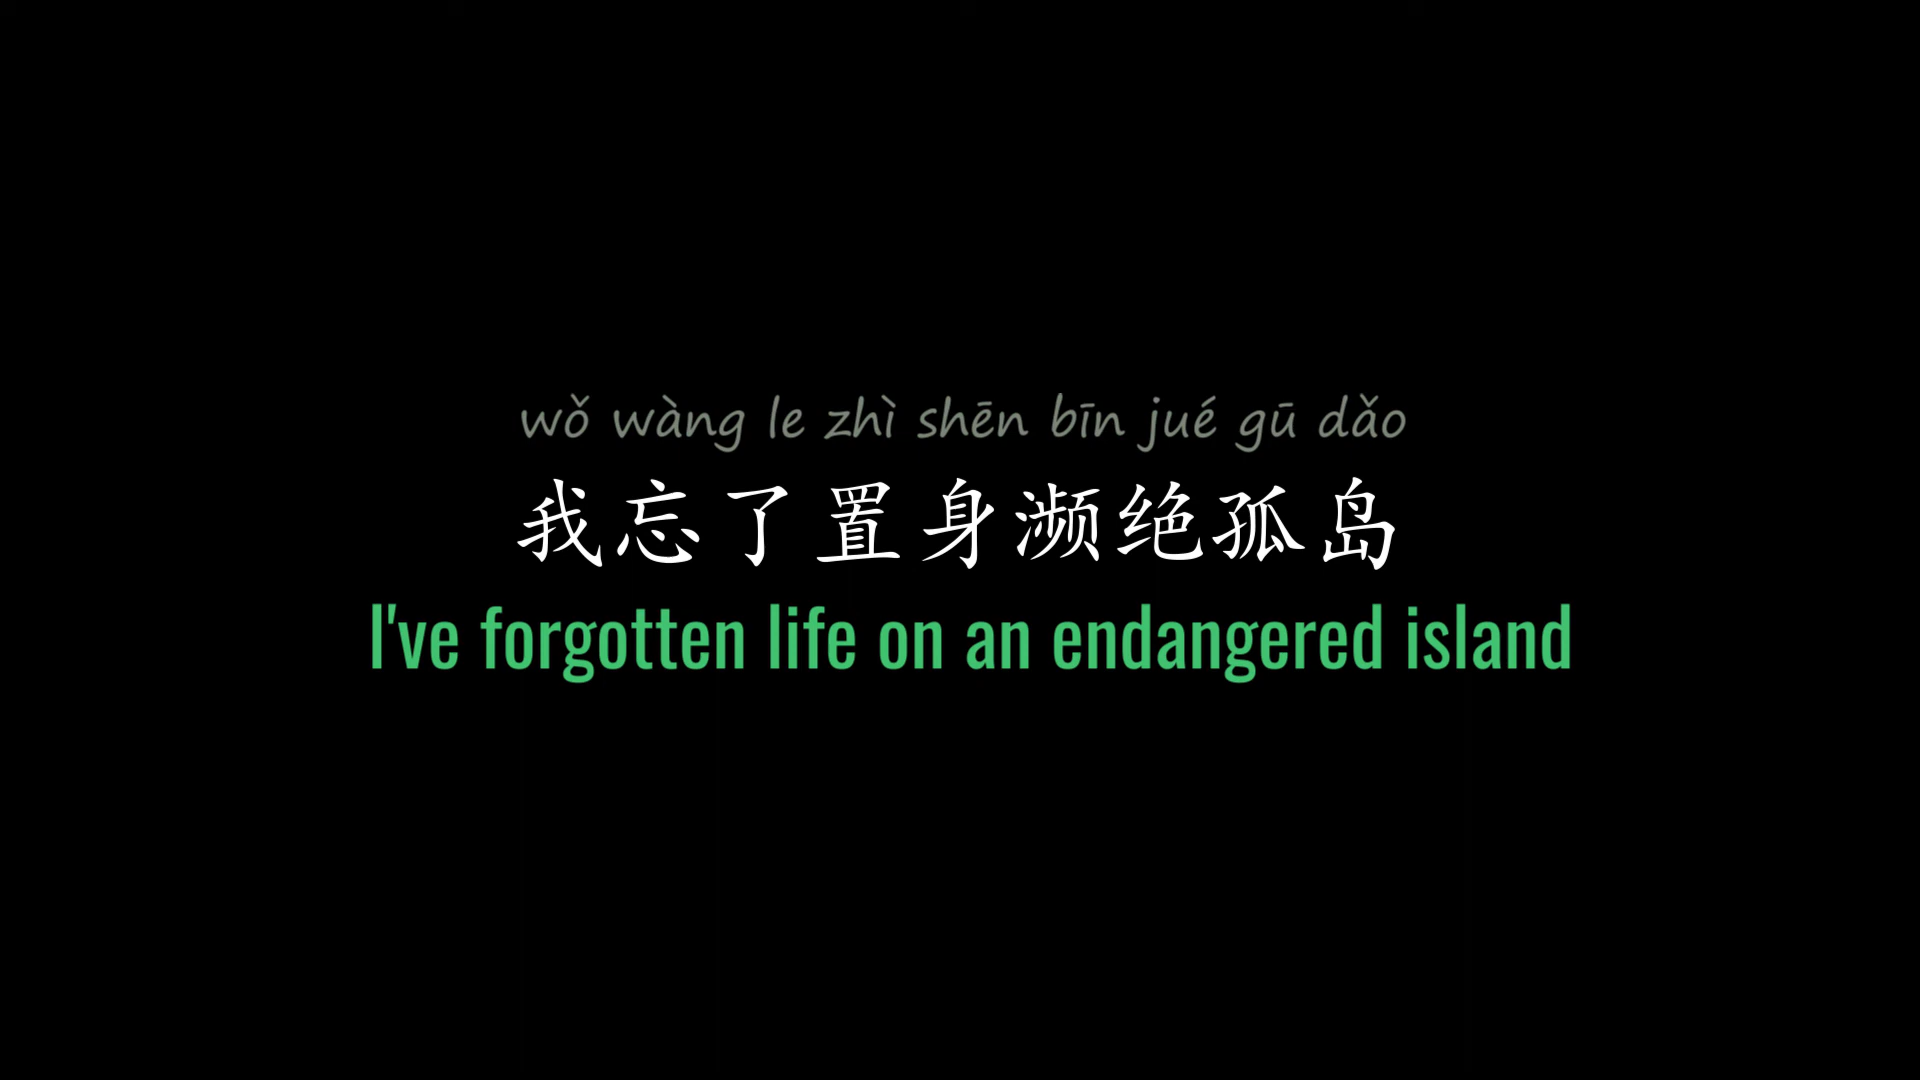 wǒ wàng le zhì shēn bīn jué gū dǎo
我忘了置身濒绝孤岛
I've forgotten life on an endangered island